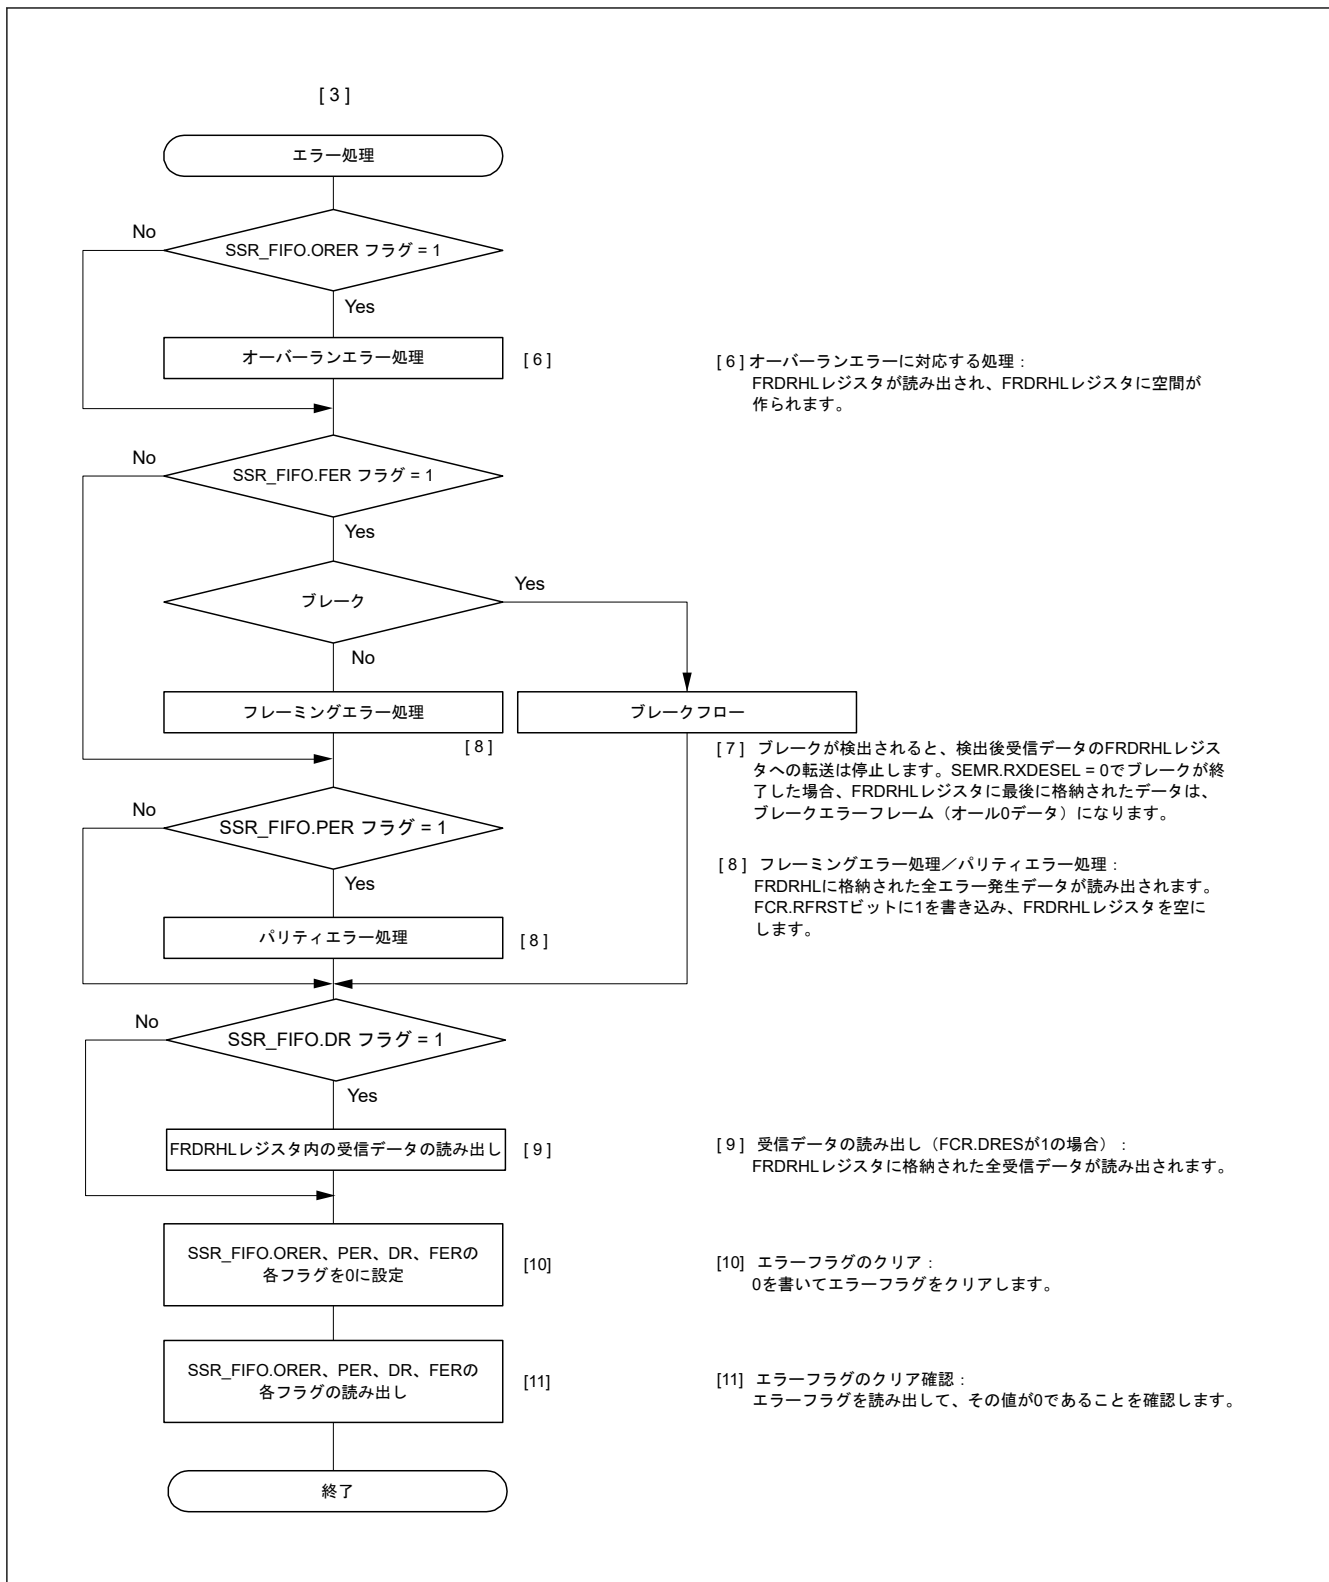 [ 3 ]
エラー処理
No
SSR_FIFO.ORER フラグ = 1
Yes
オーバーランエラー処理
[ 6 ]
[ 6 ] オーバーランエラーに対応する処理：
FRDRHLレジスタが読み出され、FRDRHLレジスタに空間が
作られます。
No
SSR_FIFO.FER フラグ = 1
Yes
ブレーク
Yes
No
フレーミングエラー処理
ブレークフロー
[ 8 ]
[ 7 ] ブレークが検出されると、検出後受信データのFRDRHLレジス
タへの転送は停止します。SEMR.RXDESEL = 0でブレークが終
了した場合、FRDRHLレジスタに最後に格納されたデータは、
ブレークエラーフレーム（オール0データ）になります。
No
SSR_FIFO.PER フラグ = 1
Yes
パリティエラー処理
[ 8 ]
[ 8 ] フレーミングエラー処理／パリティエラー処理：
FRDRHLに格納された全エラー発生データが読み出されます。
FCR.RFRSTビットに1を書き込み、FRDRHLレジスタを空に
します。
No
SSR_FIFO.DR フラグ = 1
Yes
FRDRHLレジスタ内の受信データの読み出し
[ 9 ]
[ 9 ] 受信データの読み出し（FCR.DRESが1の場合）：
FRDRHLレジスタに格納された全受信データが読み出されます。
SSR_FIFO.ORER、PER、DR、FERの
各フラグを0に設定
[10]
[10] エラーフラグのクリア：
0を書いてエラーフラグをクリアします。
SSR_FIFO.ORER、PER、DR、FERの
各フラグの読み出し
[11]
[11] エラーフラグのクリア確認：
エラーフラグを読み出して、その値が0であることを確認します。
終了